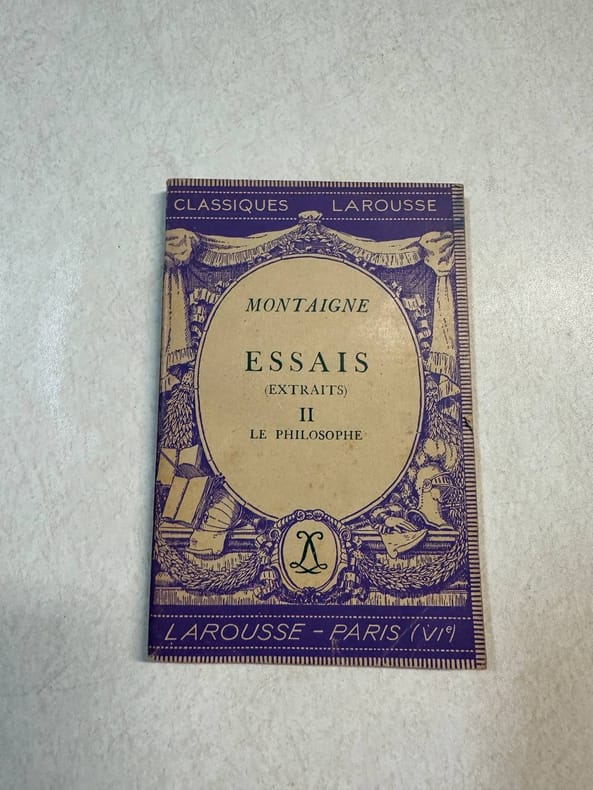 CLASSIQUES LAROUSSE
MONTAIGNE
ESSAIS
(EXTRAITS)
II
LE PHILOSOPHE
LAROUSSE – PARIS (VIe)